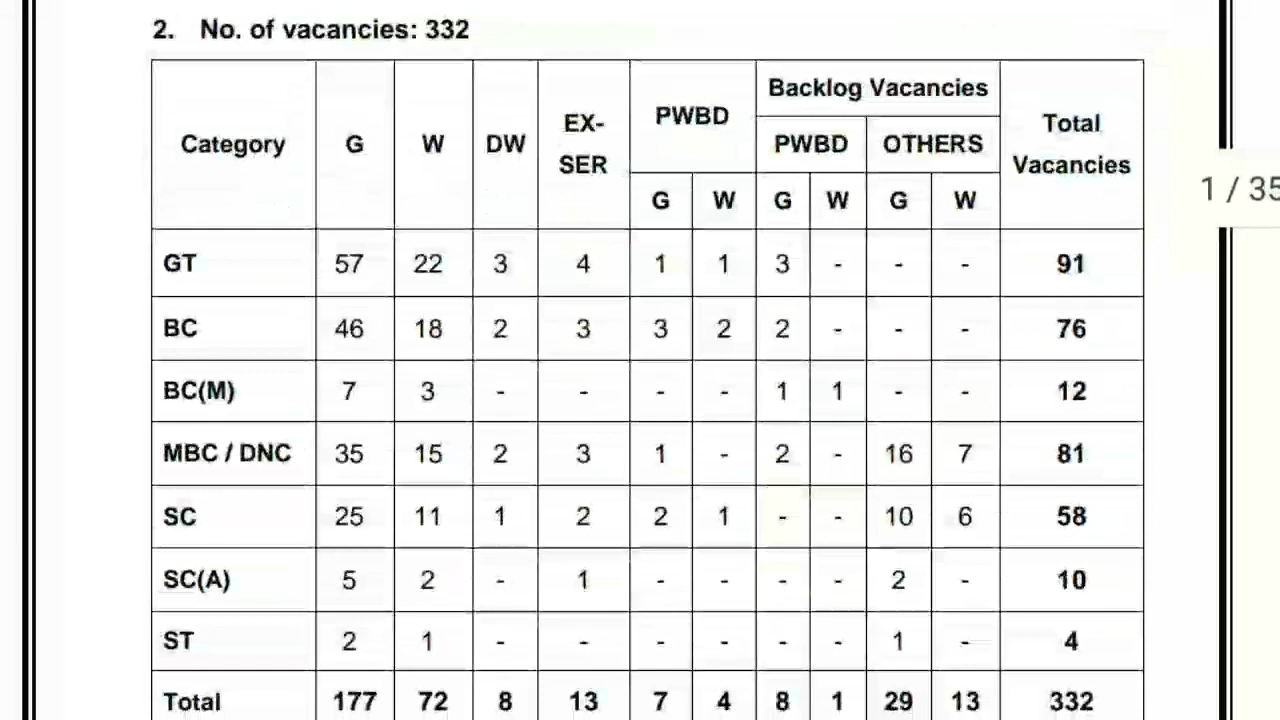 2. No. of vacancies: 332
Category G W DW EX-SER PWBD Backlog Vacancies Total Vacancies
PWBD OTHERS
G W G W G W
GT 57 22 3 4 1 1 3 - - - 91
BC 46 18 2 3 3 2 2 - - - 76
BC(M) 7 3 - - - - 1 1 - - 12
MBC / DNC 35 15 2 3 1 - 2 - 16 7 81
SC 25 11 1 2 2 1 - - 10 6 58
SC(A) 5 2 - 1 - - - - 2 - 10
ST 2 1 - - - - - - 1 - 4
Total 177 72 8 13 7 4 8 1 29 13 332
1 / 35